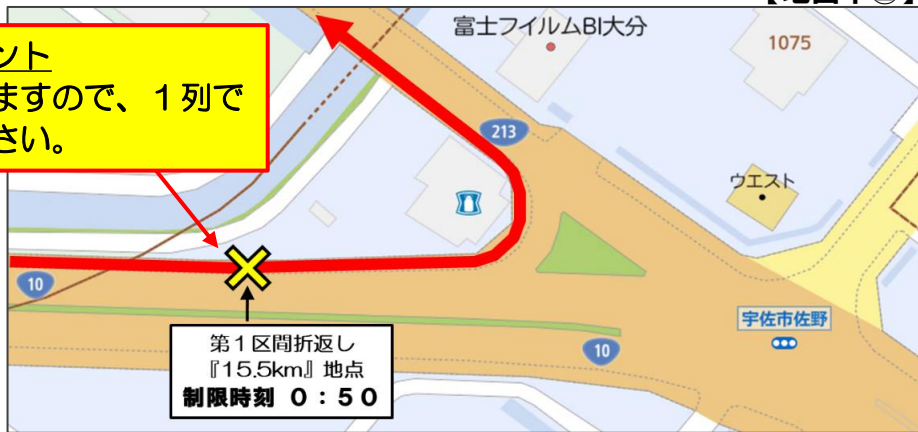 ント
ますので、１列で
さい。
富士フイルムBI大分
1075
213
ウエスト
10
宇佐市佐野
10
第１区間折返し
『15.5km』地点
制限時刻 ０：５０